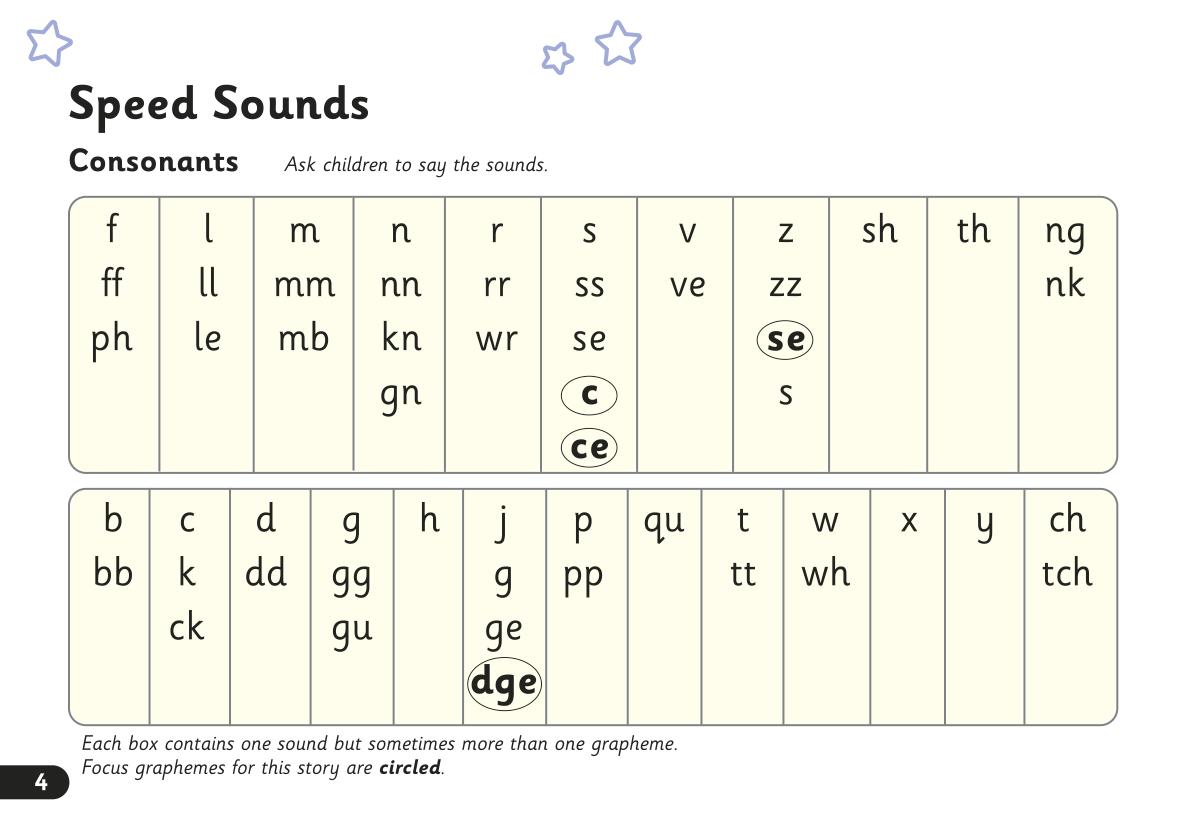 Speed Sounds
Consonants Ask children to say the sounds.
f l m n r s v z sh th ng
ff ll mm nn rr ss ve zz nk
ph le mb kn wr se se
gn c s
ce
b c d g h j p qu t w x y ch
bb k dd gg g pp tt wh tch
ck gu ge
dge
Each box contains one sound but sometimes more than one grapheme.
Focus graphemes for this story are circled.
4